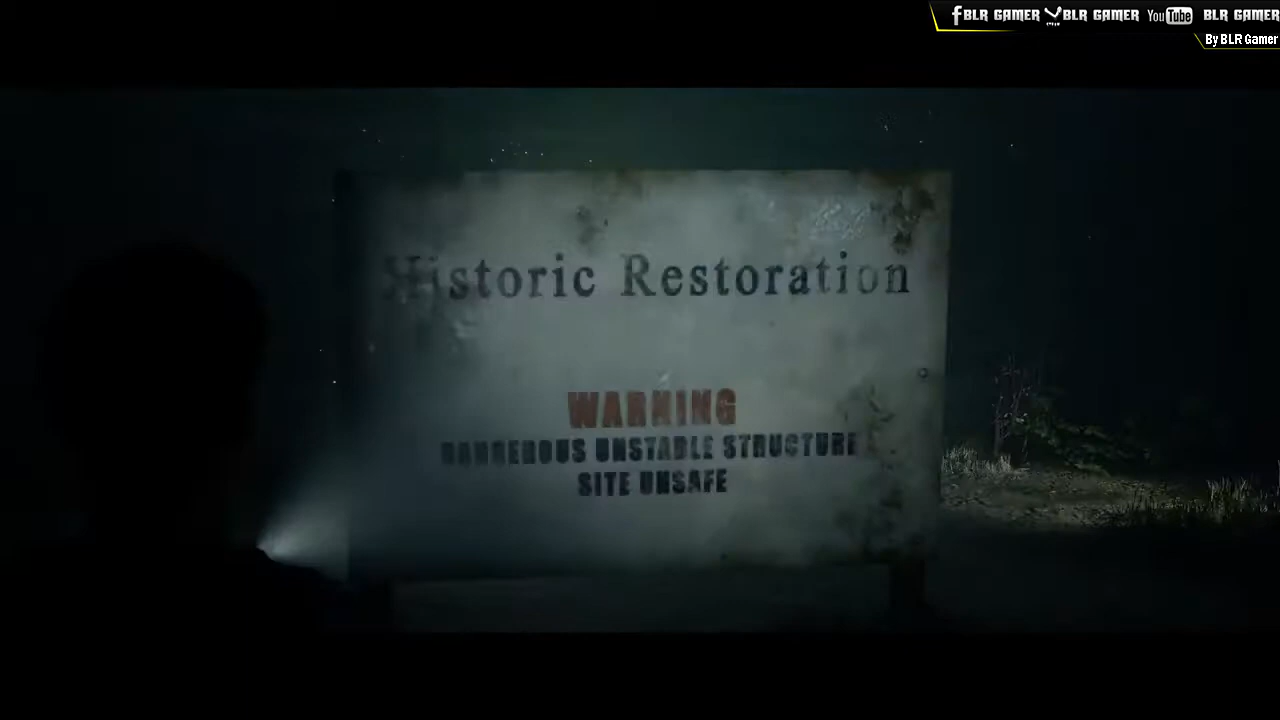 BLR GAMER BLR GAMER YouTube BLR GAMER
By BLR Gamer
Historic Restoration
WARNING
DANGEROUS UNSTABLE STRUCTURE
SITE UNSAFE